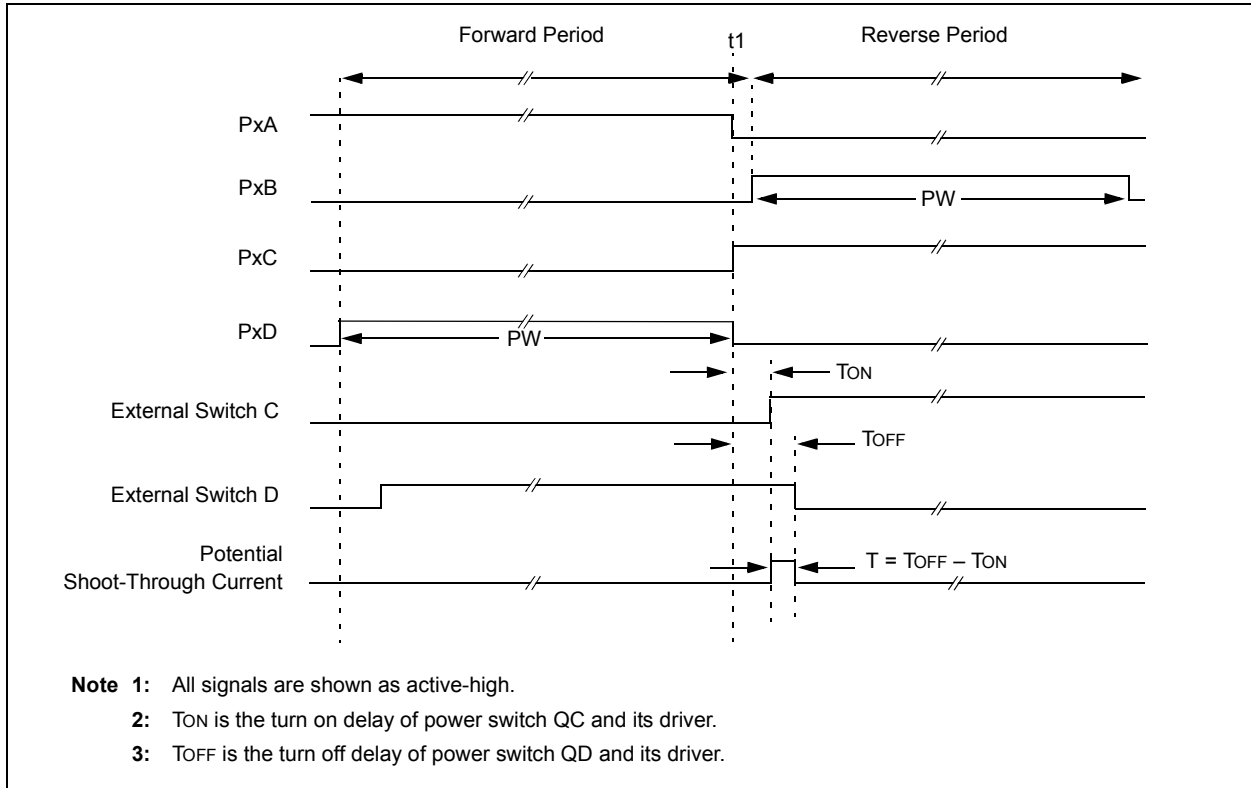 Forward Period
t1
Reverse Period
PxA
PxB
PW
PxC
PxD
PW
TON
External Switch C
TOFF
External Switch D
Potential
Shoot-Through Current
T = TOFF – TON
Note 1: All signals are shown as active-high.
2: TON is the turn on delay of power switch QC and its driver.
3: TOFF is the turn off delay of power switch QD and its driver.